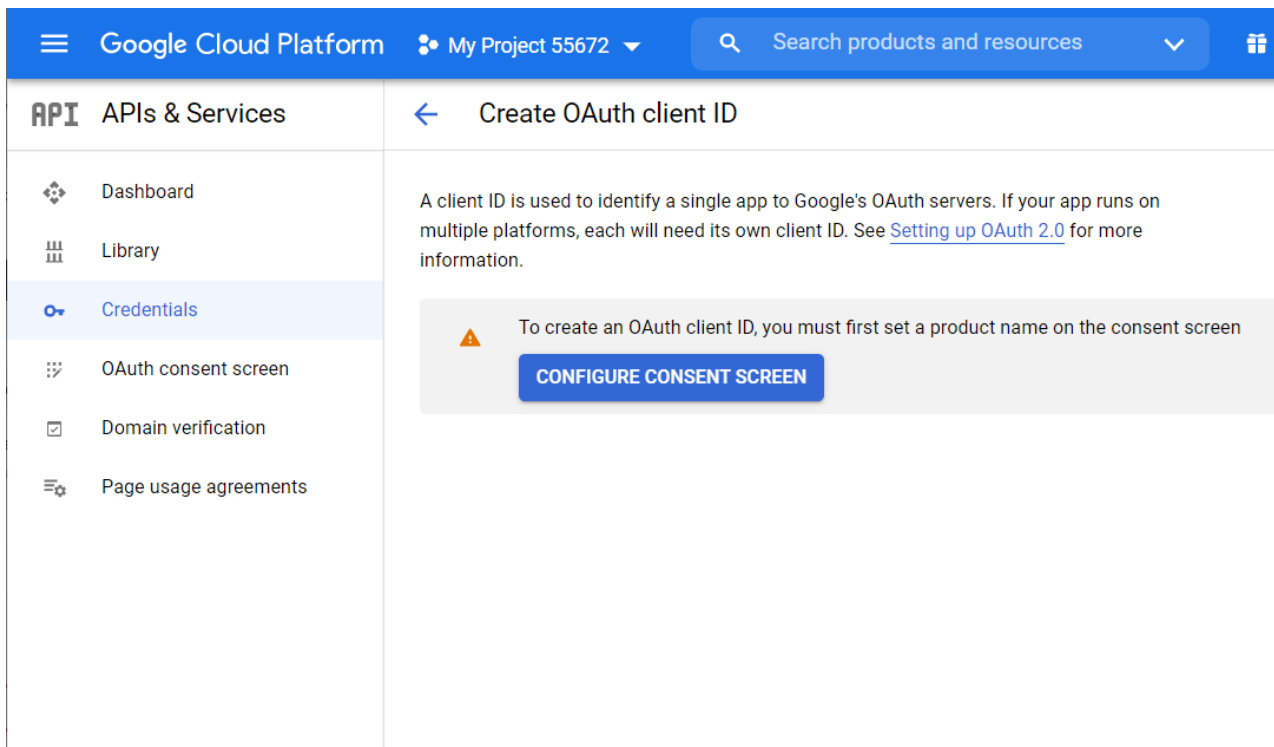 Google Cloud Platform My Project 55672 Search products and resources
API APIs & Services Create OAuth client ID
Dashboard
Library
Credentials
OAuth consent screen
Domain verification
Page usage agreements
A client ID is used to identify a single app to Google's OAuth servers. If your app runs on
multiple platforms, each will need its own client ID. See Setting up OAuth 2.0 for more
information.
To create an OAuth client ID, you must first set a product name on the consent screen
CONFIGURE CONSENT SCREEN